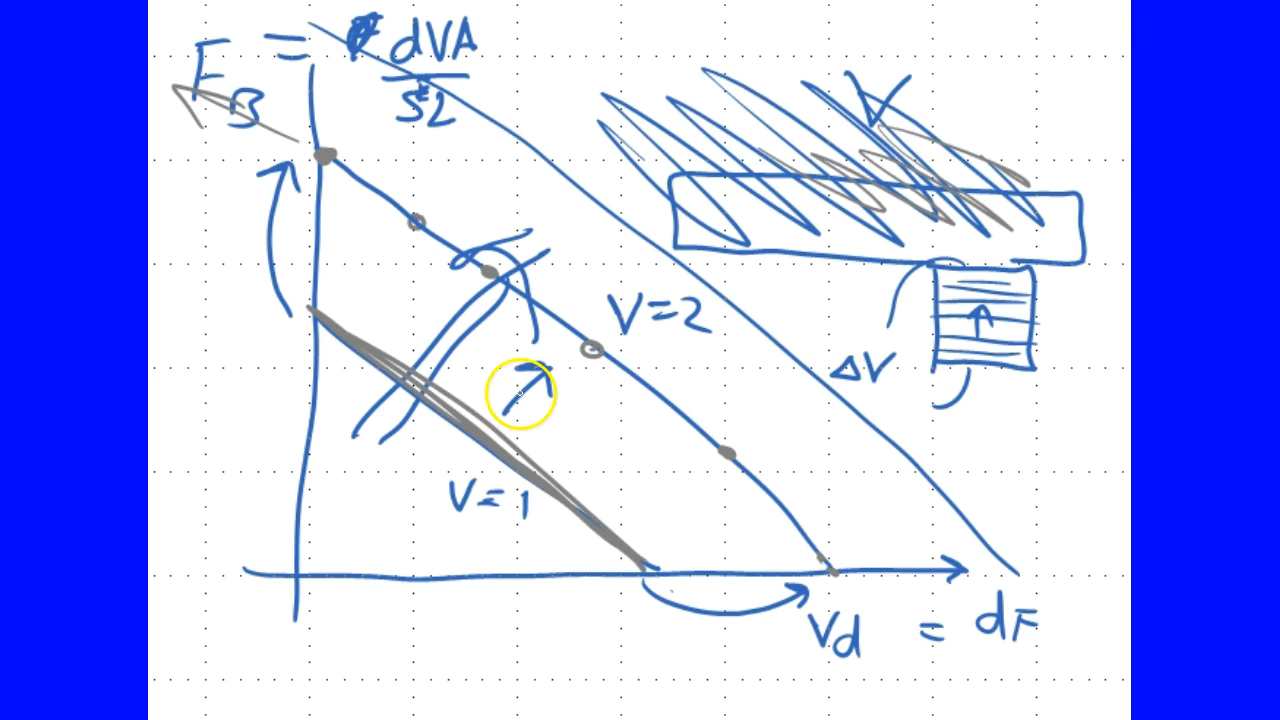 F_B = dVA / s2
V
V=2
ΔV
V=1
Vd = dF